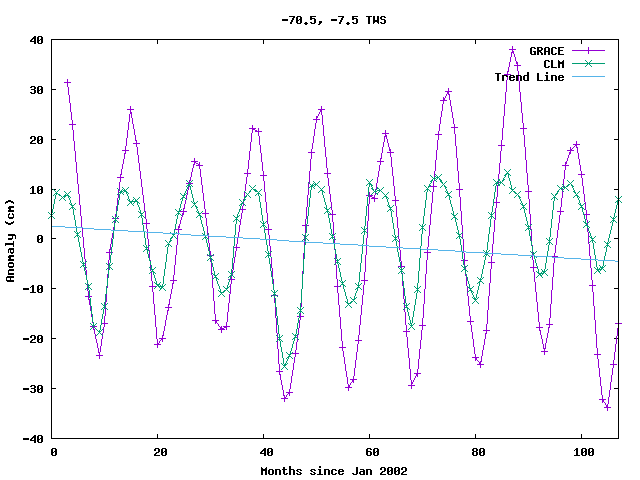 -70.5, -7.5 TWS
GRACE
CLM
Trend Line
40
30
20
10
0
-10
-20
-30
-40
Anomaly (cm)
0 20 40 60 80 100
Months since Jan 2002